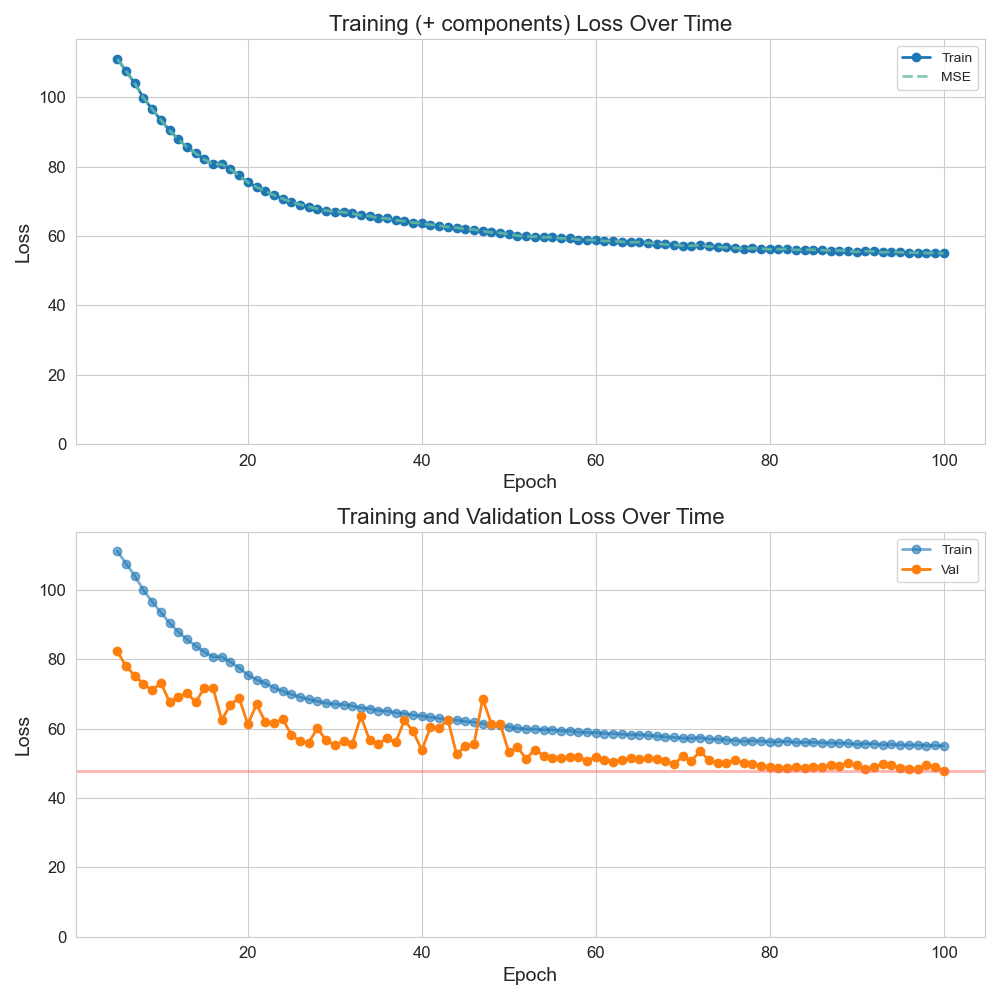 Training (+ components) Loss Over Time
Train
MSE
Loss
100
80
60
40
20
0
20 40 60 80 100
Epoch
Training and Validation Loss Over Time
Train
Val
Loss
100
80
60
40
20
0
20 40 60 80 100
Epoch